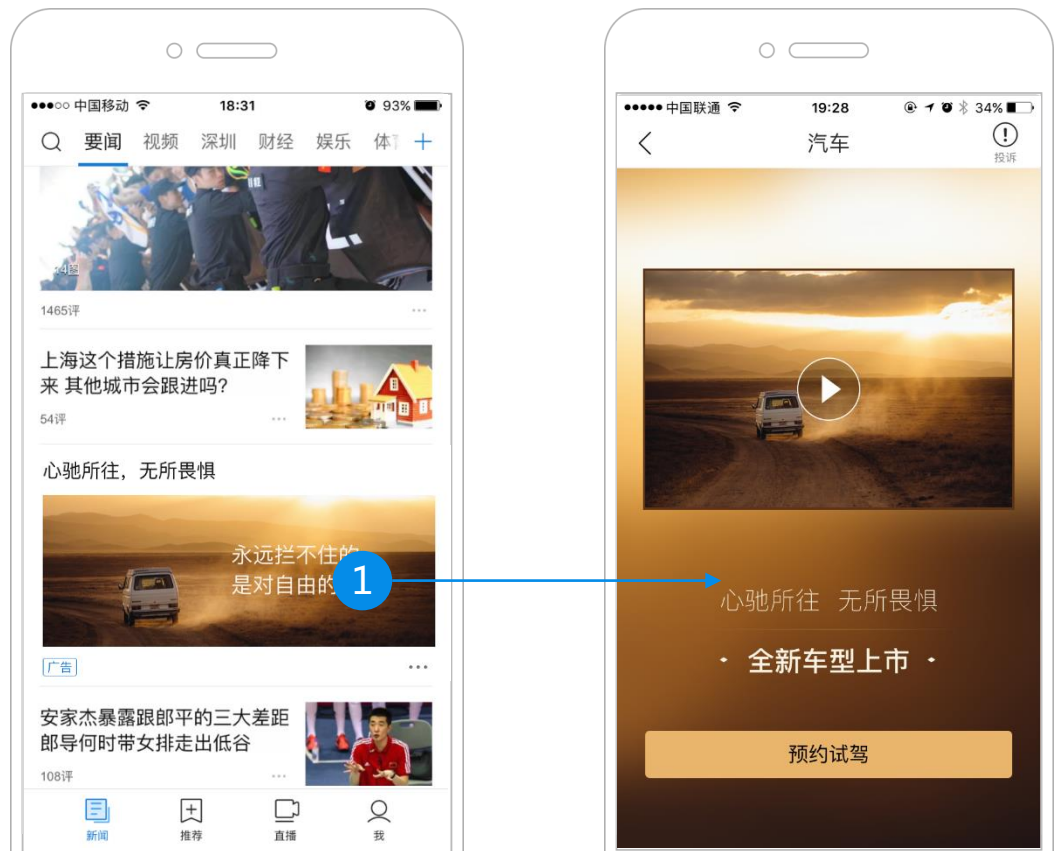 中国移动 18:31 93%
要闻 视频 深圳 财经 娱乐 体
4图
1465评
上海这个措施让房价真正降下
来 其他城市会跟进吗?
54评
心驰所往，无所畏惧
永远拦不住的
是对自由的
1
广告
安家杰暴露跟郎平的三大差距
郎导何时带女排走出低谷
108评
新闻 推荐 直播 我
中国联通 19:28 34%
汽车
投诉
心驰所往 无所畏惧
· 全新车型上市 ·
预约试驾